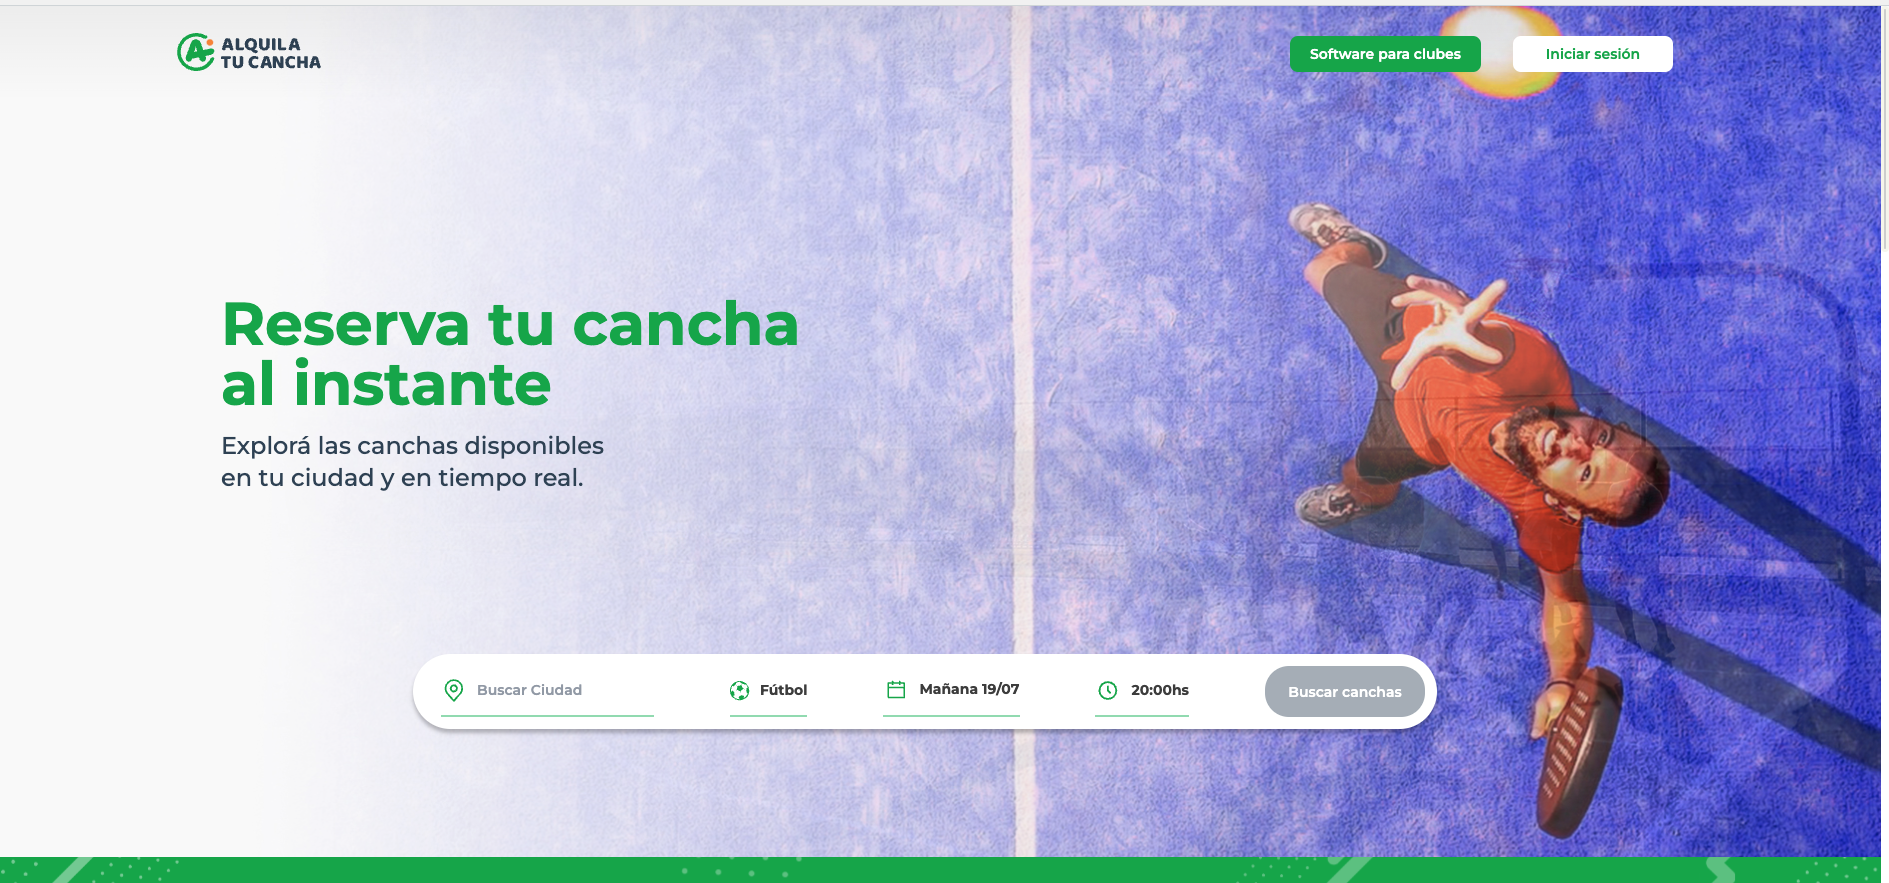 ALQUILA
TU CANCHA
Software para clubes
Iniciar sesión
Reserva tu cancha
al instante
Explorá las canchas disponibles
en tu ciudad y en tiempo real.
Buscar Ciudad
Fútbol
Mañana 19/07
20:00hs
Buscar canchas